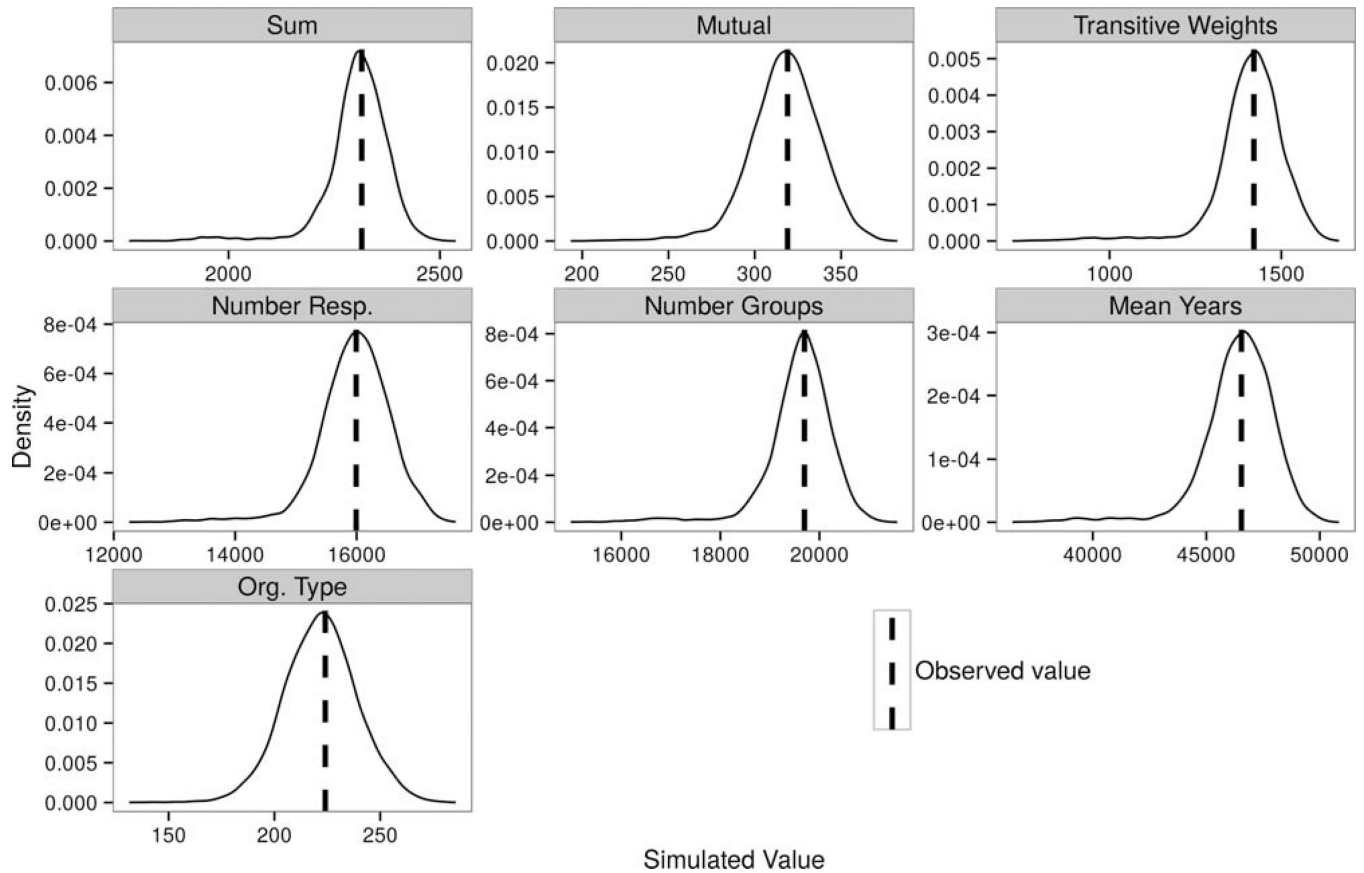 Sum
0.006
0.004
0.002
0.000
2000 2500
Mutual
0.020
0.015
0.010
0.005
0.000
200 250 300 350
Transitive Weights
0.005
0.004
0.003
0.002
0.001
0.000
1000 1500
Number Resp.
8e-04
6e-04
4e-04
2e-04
0e+00
12000 14000 16000
Number Groups
8e-04
6e-04
4e-04
2e-04
0e+00
16000 18000 20000
Mean Years
3e-04
2e-04
1e-04
0e+00
40000 45000 50000
Density
Org. Type
0.025
0.020
0.015
0.010
0.005
0.000
150 200 250
Observed value
Simulated Value